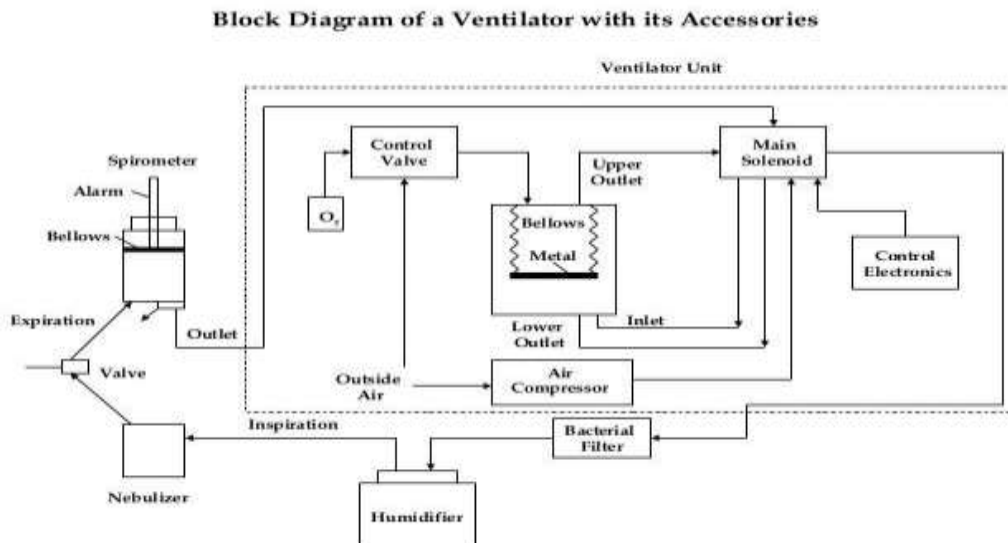 Block Diagram of a Ventilator with its Accessories
Ventilator Unit
Spirometer
Alarm
Bellows
Control
Valve
Upper
Outlet
Main
Solenoid
O₂
Bellows
Metal
Control
Electronics
Expiration
Outlet
Lower
Outlet
Inlet
Valve
Outside
Air
Air
Compressor
Inspiration
Bacterial
Filter
Nebulizer
Humidifier